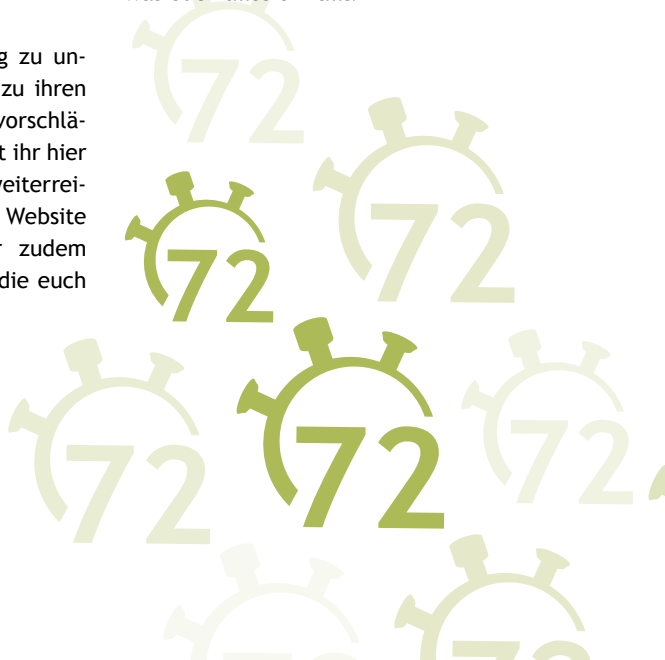 g zu un-
zu ihren
vorschlä-
t ihr hier
veiterrei-
Website
zudem
die euch
72
72
72
72
72
72